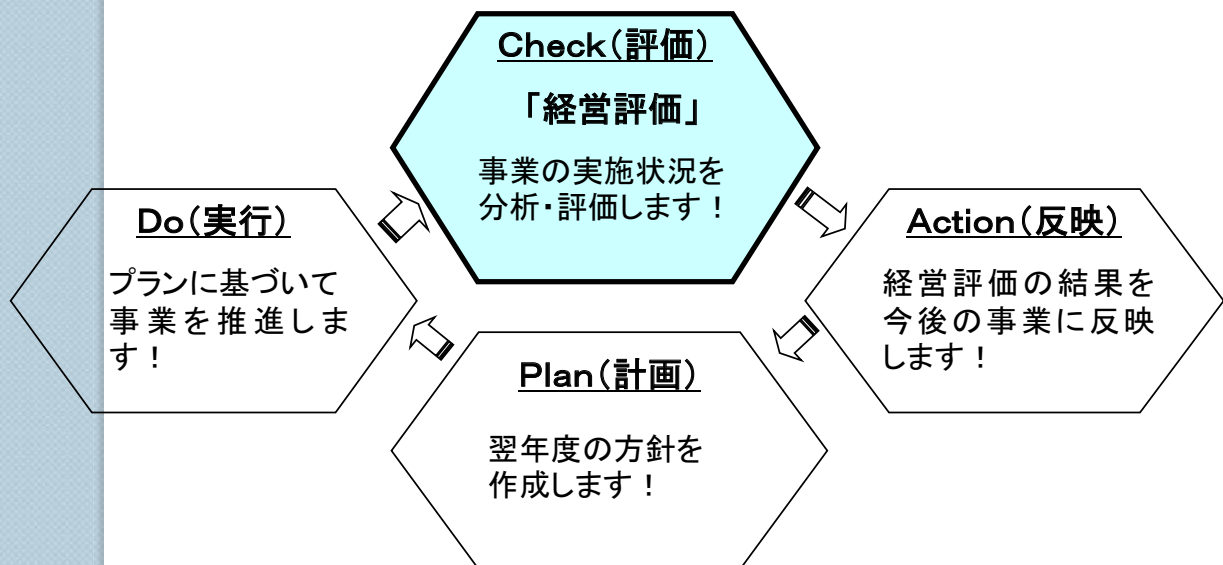 Check(評価)
「経営評価」
事業の実施状況を
分析・評価します！
Do(実行)
プランに基づいて
事業を推進しま
す！
Action(反映)
経営評価の結果を
今後の事業に反映
します！
Plan(計画)
翌年度の方針を
作成します！